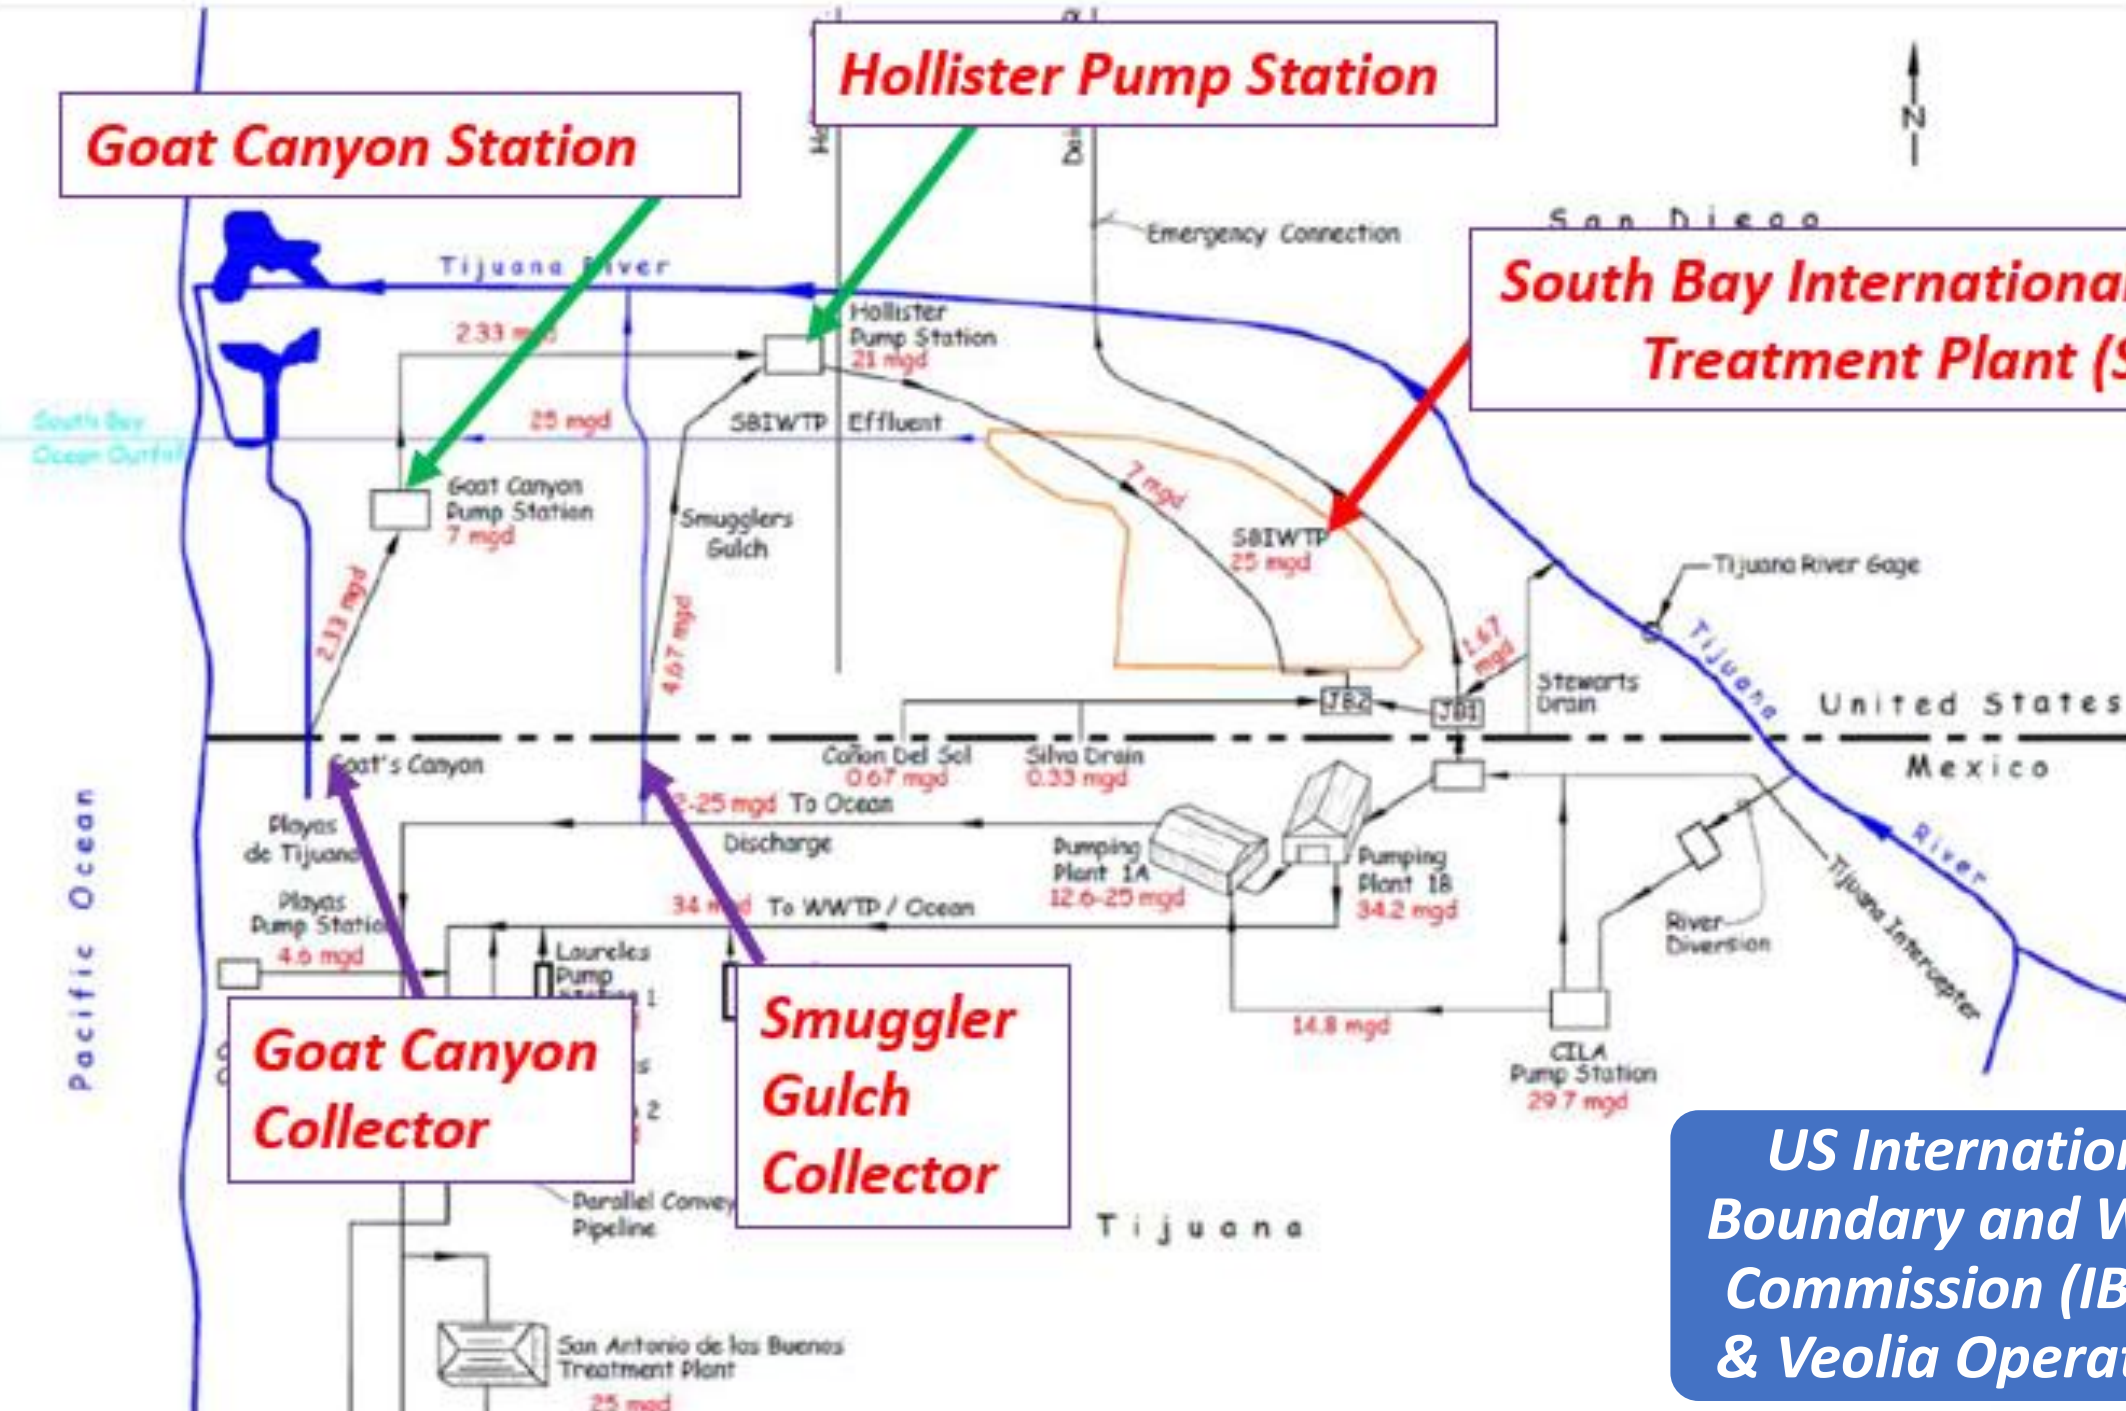 Hollister Pump Station
Goat Canyon Station
N
San Diego
Emergency Connection
South Bay International
Treatment Plant (S
Tijuana River
Hollister
Pump Station
21 mgd
2.33 mgd
South Bay
Ocean Outfall
25 mgd
SBIWTP Effluent
7 mgd
Goat Canyon
Pump Station
7 mgd
Smugglers
Gulch
SBIWTP
25 mgd
Tijuana River Gage
2.33 mgd
4.67 mgd
1.67
mgd
Tijuana
Stewarts
Drain
JB2
JB1
United States
Mexico
Goat's Canyon
Cañon Del Sol
0.67 mgd
Silva Drain
0.33 mgd
2-25 mgd To Ocean
Discharge
Pacific Ocean
Playas
de Tijuana
Pumping
Plant 1A
12.6-25 mgd
Pumping
Plant 1B
34.2 mgd
River
Tijuana Intercepter
River
Diversion
Playas
Pump Station
4.6 mgd
34 mgd To WWTP / Ocean
Laureles
Pump
Station 1
14.8 mgd
CILA
Pump Station
29.7 mgd
Goat Canyon
Collector
2
Smuggler
Gulch
Collector
Parallel Convey
Pipeline
Tijuana
San Antonio de los Buenos
Treatment Plant
25 mgd
US Internation
Boundary and W
Commission (IB
& Veolia Operat